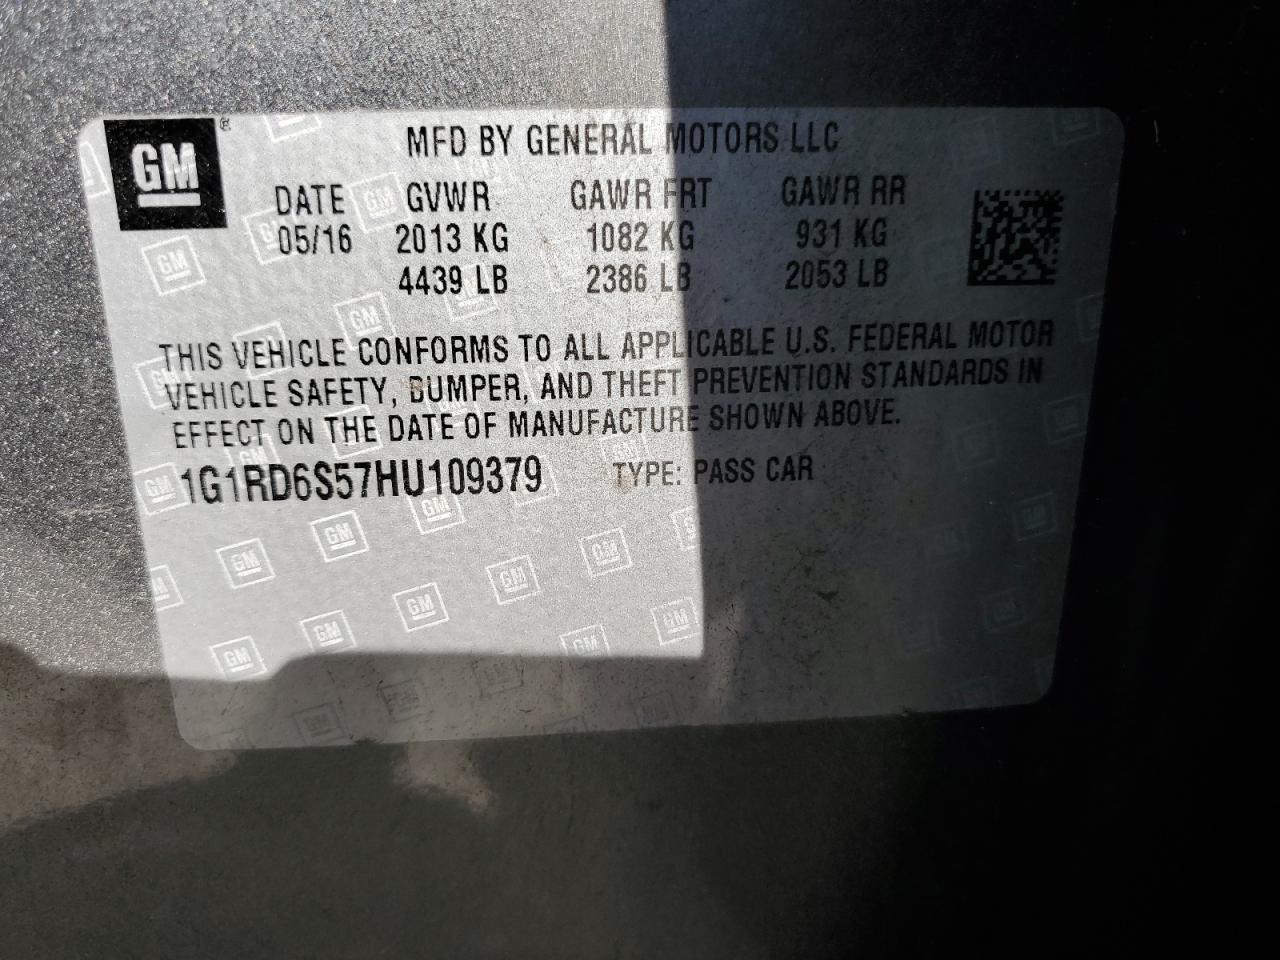 GM
MFD BY GENERAL MOTORS LLC
DATE GVWR GAWR FRT GAWR RR
05/16 2013 KG 1082 KG 931 KG
4439 LB 2386 LB 2053 LB
THIS VEHICLE CONFORMS TO ALL APPLICABLE U.S. FEDERAL MOTOR
VEHICLE SAFETY, BUMPER, AND THEFT PREVENTION STANDARDS IN
EFFECT ON THE DATE OF MANUFACTURE SHOWN ABOVE.
1G1RD6S57HU109379 TYPE: PASS CAR